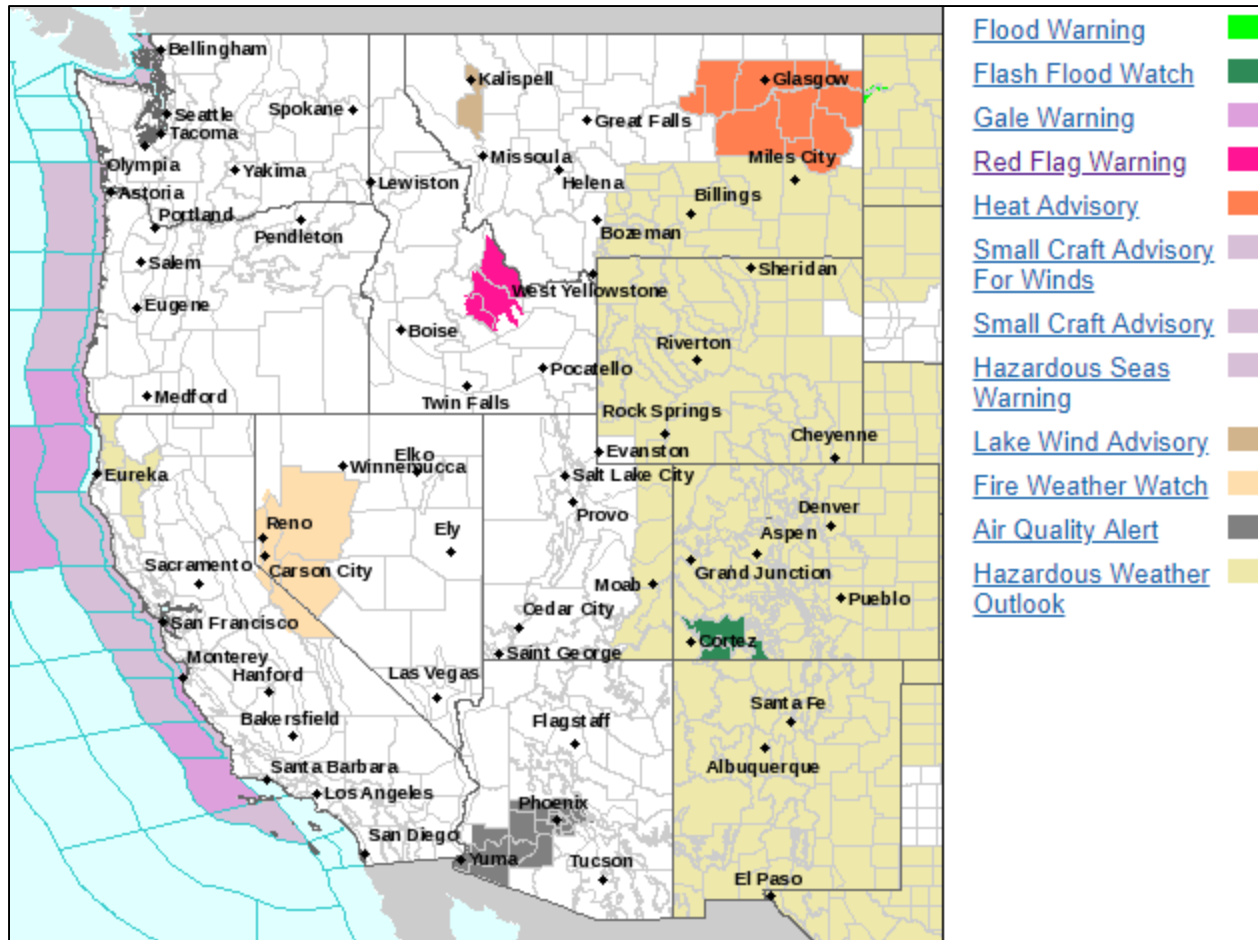 Bellingham
Seattle
Tacoma
Olympia
Astoria
Portland
Salem
Eugene
Medford
Spokane
Yakima
Pendleton
Lewiston
Kalispell
Missoula
Great Falls
Helena
Bozeman
Glasgow
Miles City
Billings
West Yellowstone
Boise
Pocatello
Twin Falls
Sheridan
Riverton
Rock Springs
Evanston
Cheyenne
Eureka
Winnemucca
Elko
Reno
Carson City
Ely
Salt Lake City
Provo
Moab
Cedar City
Saint George
Denver
Aspen
Grand Junction
Pueblo
Cortez
Sacramento
San Francisco
Monterey
Hanford
Bakersfield
Santa Barbara
Los Angeles
San Diego
Las Vegas
Flagstaff
Phoenix
Yuma
Tucson
Santa Fe
Albuquerque
El Paso
Flood Warning
Flash Flood Watch
Gale Warning
Red Flag Warning
Heat Advisory
Small Craft Advisory
For Winds
Small Craft Advisory
Hazardous Seas
Warning
Lake Wind Advisory
Fire Weather Watch
Air Quality Alert
Hazardous Weather
Outlook